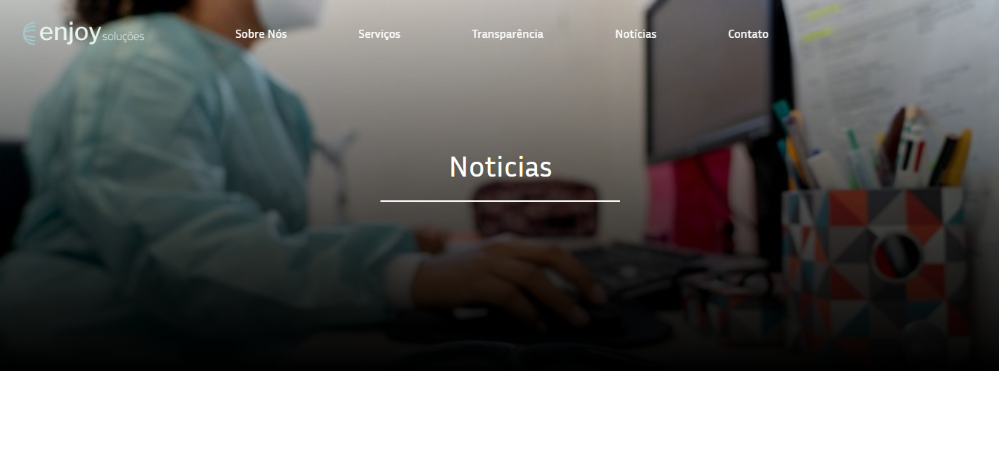 enjoy soluções
Sobre Nós
Serviços
Transparência
Notícias
Contato
Noticias